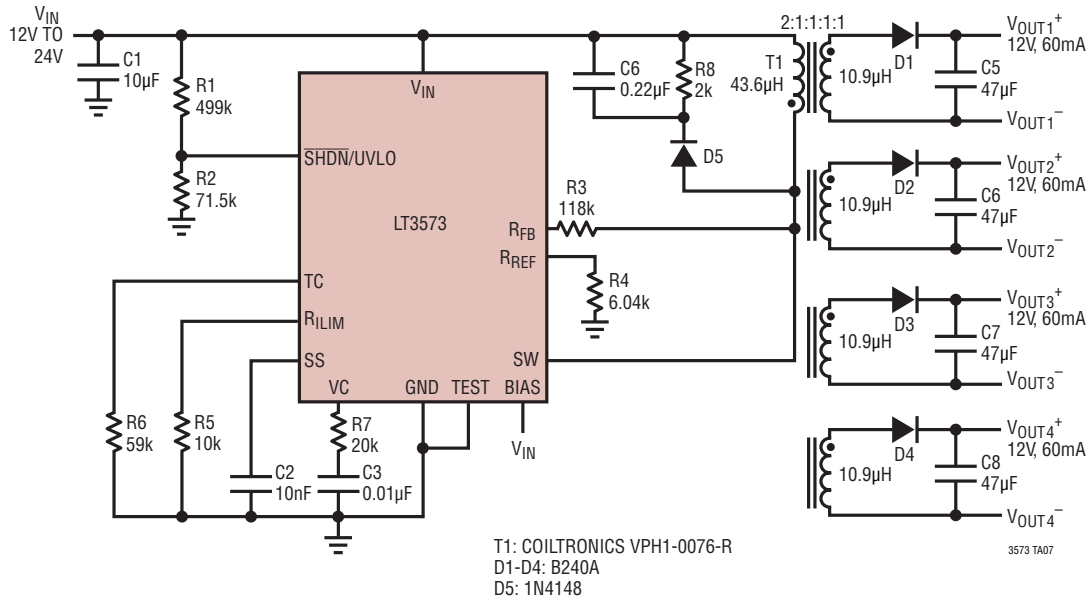 VIN
12V TO
24V
C1
10µF
R1
499k
R2
71.5k
VIN
SHDN/UVLO
LT3573
RFB
RREF
TC
RILIM
SS
SW
VC
GND
TEST
BIAS
VIN
R6
59k
R5
10k
C2
10nF
R7
20k
C3
0.01µF
R3
118k
R4
6.04k
C6
0.22µF
R8
2k
D5
T1
43.6µH
2:1:1:1:1
10.9µH
D1
C5
47µF
VOUT1+
12V, 60mA
VOUT1–
10.9µH
D2
C6
47µF
VOUT2+
12V, 60mA
VOUT2–
10.9µH
D3
C7
47µF
VOUT3+
12V, 60mA
VOUT3–
10.9µH
D4
C8
47µF
VOUT4+
12V, 60mA
VOUT4–
3573 TA07
T1: COILTRONICS VPH1-0076-R
D1-D4: B240A
D5: 1N4148